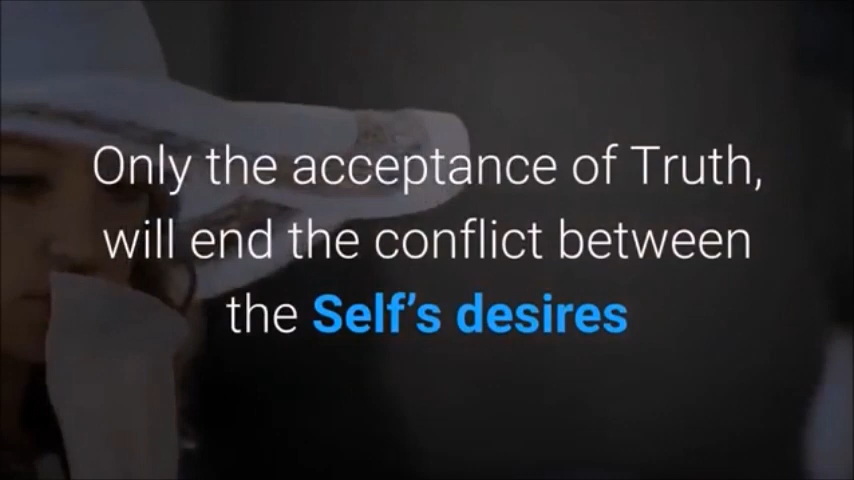 Only the acceptance of Truth,
will end the conflict between
the Self’s desires